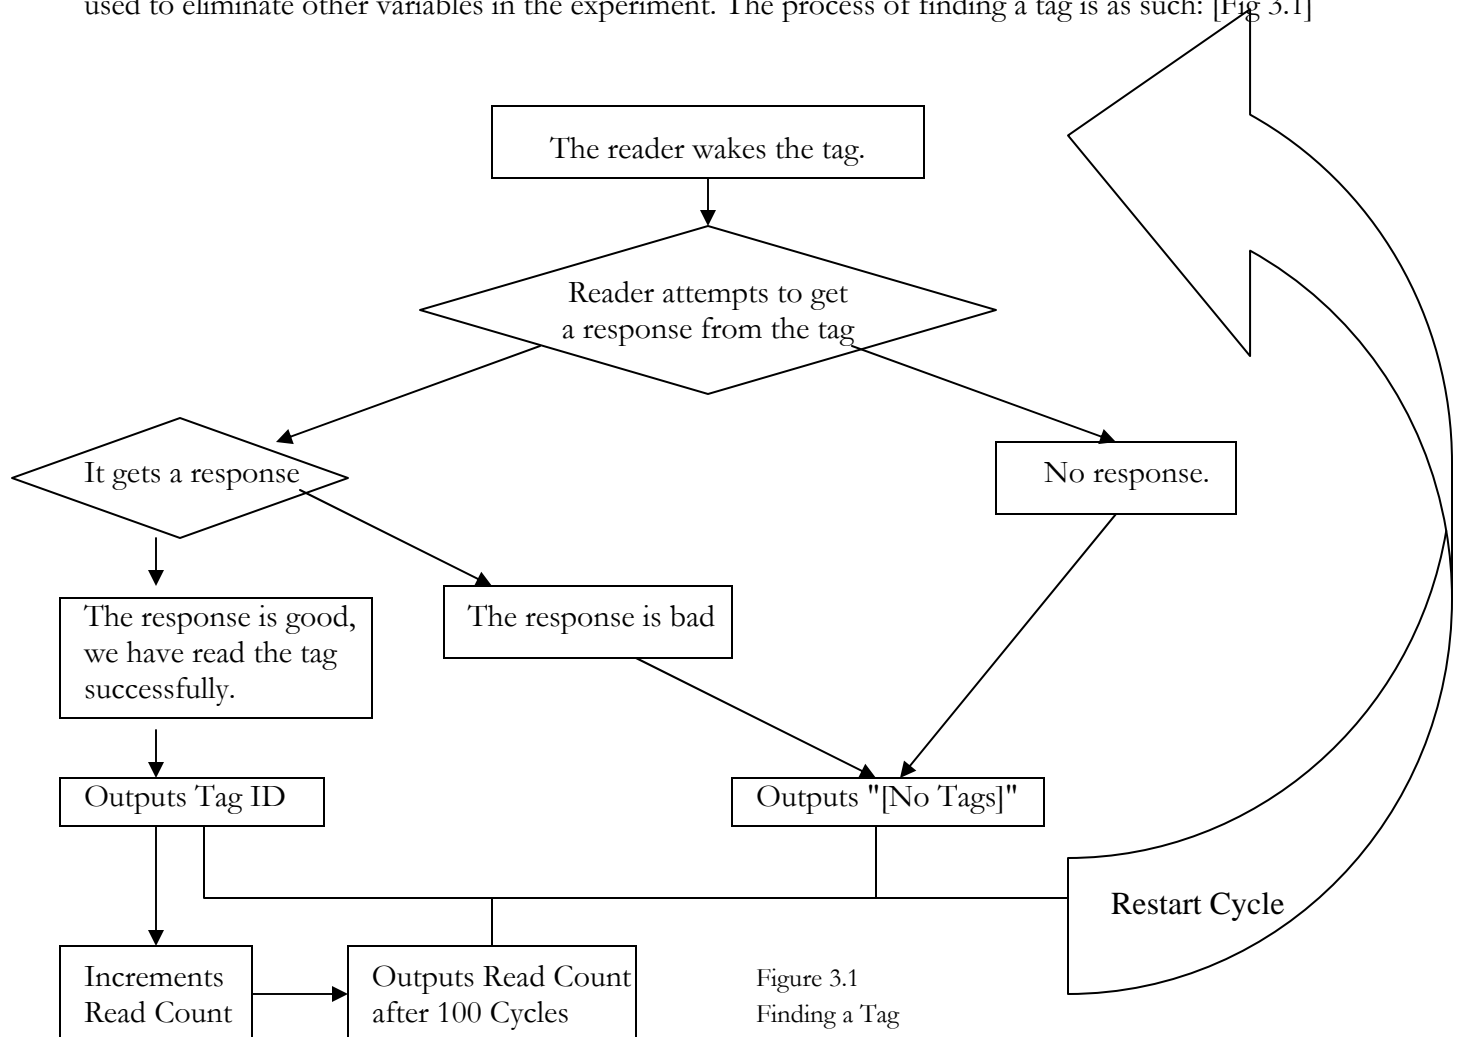 used to eliminate other variables in the experiment. The process of finding a tag is as such: [Fig 3.1]
The reader wakes the tag.
Reader attempts to get
a response from the tag
It gets a response
No response.
The response is good,
we have read the tag
successfully.
The response is bad
Outputs Tag ID
Outputs "[No Tags]"
Restart Cycle
Increments
Read Count
Outputs Read Count
after 100 Cycles
Figure 3.1
Finding a Tag